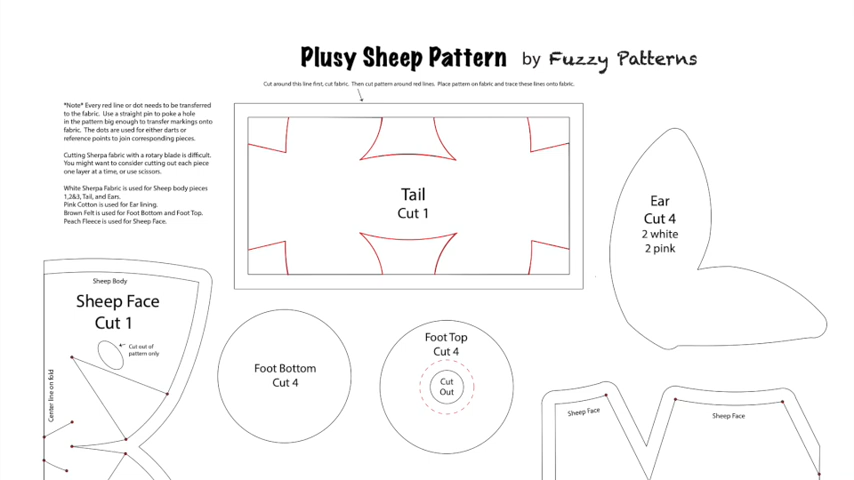 Plusy Sheep Pattern by Fuzzy Patterns
Cut around this line first, cut fabric. Then cut pattern around red lines. Place pattern on fabric and trace these lines onto fabric.
*Note* Every red line or dot needs to be transferred
to the fabric. Use a straight pin to poke a hole
in the pattern big enough to transfer markings onto
fabric. The dots are used for either darts or
reference points to join corresponding pieces.
Cutting Sherpa fabric with a rotary blade is difficult.
You might want to consider cutting out each piece
one layer at a time, or use scissors.
White Sherpa Fabric is used for Sheep body pieces
1,2&3, Tail, and Ears.
Pink Cotton is used for Ear lining.
Brown Felt is used for Foot Bottom and Foot Top.
Peach Fleece is used for Sheep Face.
Tail
Cut 1
Ear
Cut 4
2 white
2 pink
Sheep Body
Sheep Face
Cut 1
Cut out of
pattern only
Center line on fold
Foot Bottom
Cut 4
Foot Top
Cut 4
Cut
Out
Sheep Face
Sheep Face